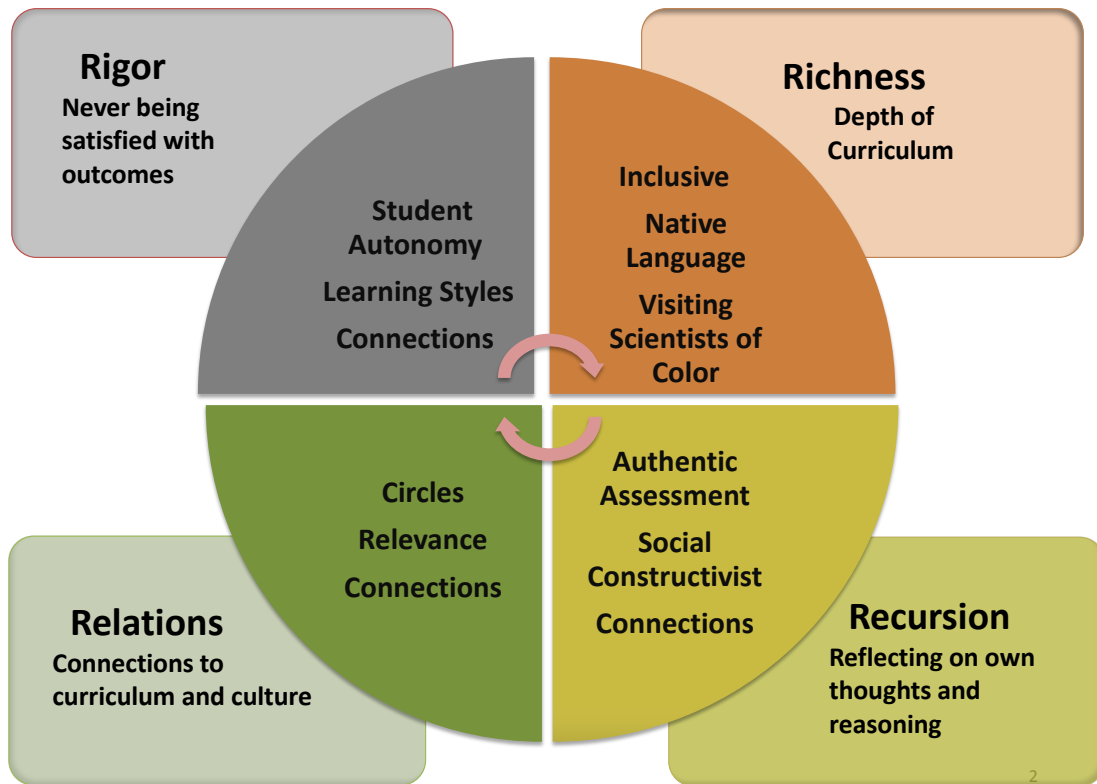 Rigor
Never being
satisfied with
outcomes
Student
Autonomy
Learning Styles
Connections
Richness
Depth of
Curriculum
Inclusive
Native
Language
Visiting
Scientists of
Color
Relations
Connections to
curriculum and culture
Circles
Relevance
Connections
Recursion
Reflecting on own
thoughts and
reasoning
Authentic
Assessment
Social
Constructivist
Connections
2